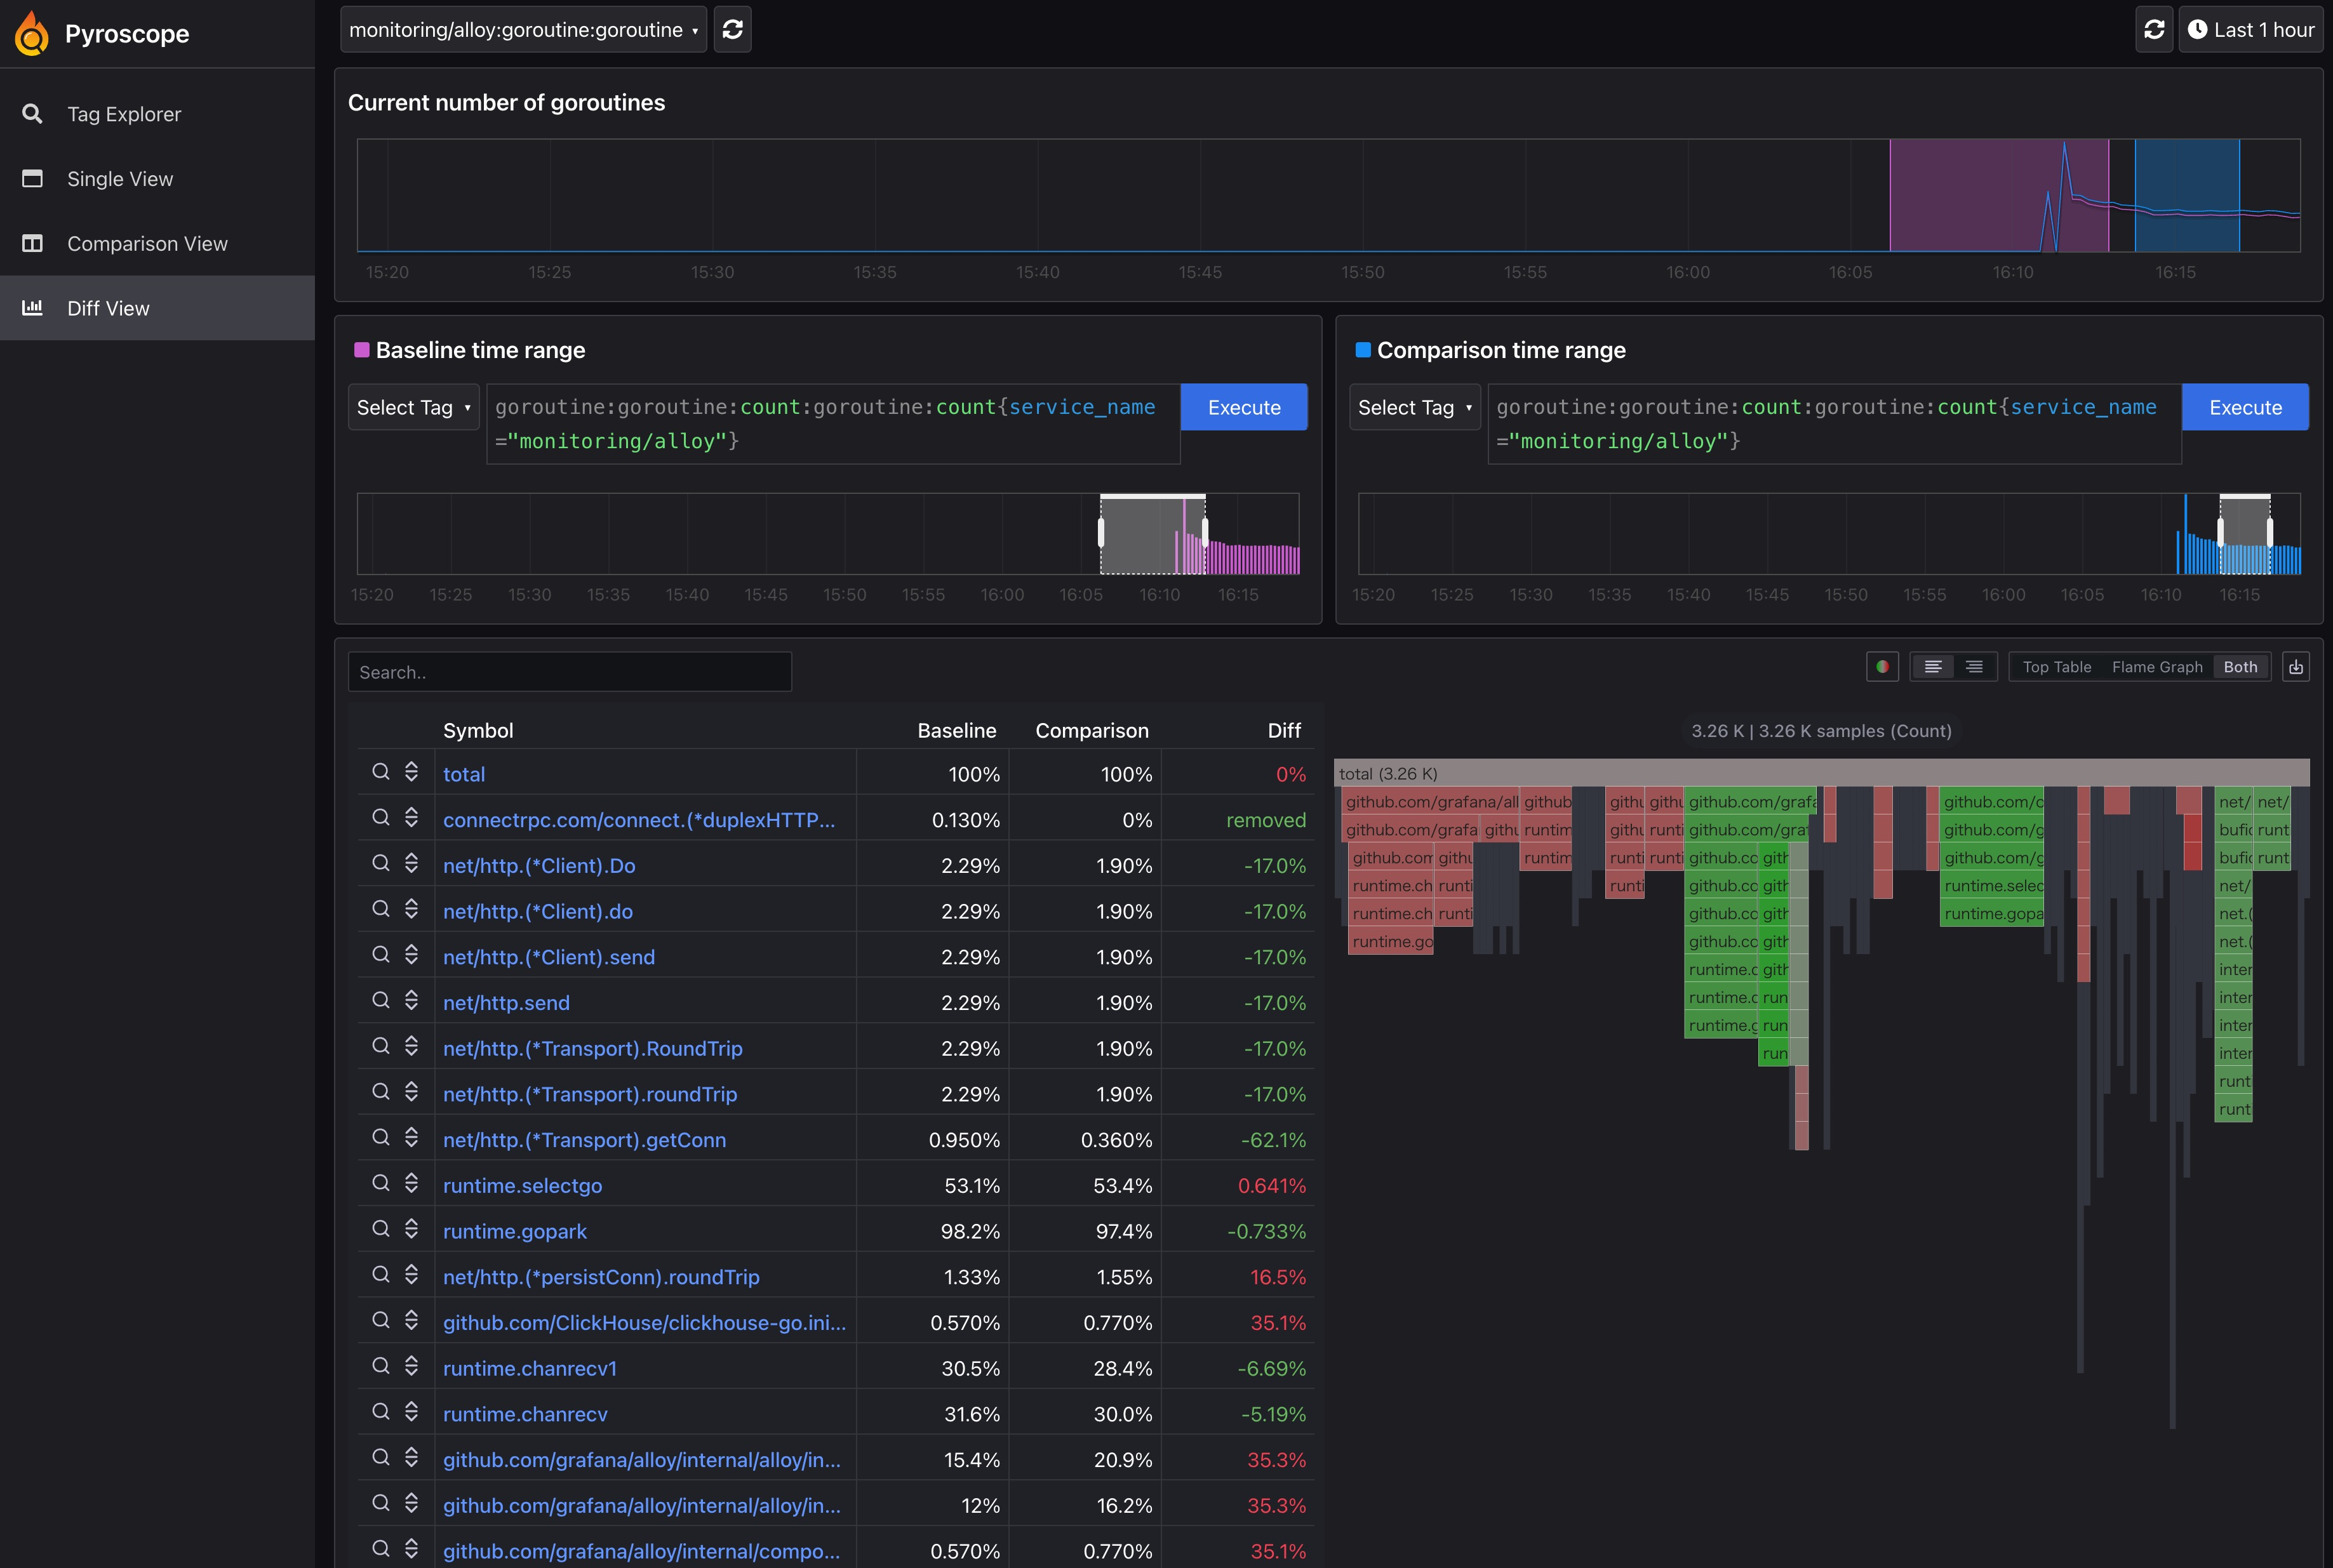 Pyroscope
Tag Explorer
Single View
Comparison View
Diff View
monitoring/alloy:goroutine:goroutine
Last 1 hour
Current number of goroutines
15:20 15:25 15:30 15:35 15:40 15:45 15:50 15:55 16:00 16:05 16:10 16:15
Baseline time range
Select Tag
goroutine:goroutine:count:goroutine:count{service_name
="monitoring/alloy"}
Execute
15:20 15:25 15:30 15:35 15:40 15:45 15:50 15:55 16:00 16:05 16:10 16:15
Comparison time range
Select Tag
goroutine:goroutine:count:goroutine:count{service_name
="monitoring/alloy"}
Execute
15:20 15:25 15:30 15:35 15:40 15:45 15:50 15:55 16:00 16:05 16:10 16:15
Search..
Top Table Flame Graph Both
Symbol Baseline Comparison Diff
total 100% 100% 0%
connectrpc.com/connect.(*duplexHTTP... 0.130% 0% removed
net/http.(*Client).Do 2.29% 1.90% -17.0%
net/http.(*Client).do 2.29% 1.90% -17.0%
net/http.(*Client).send 2.29% 1.90% -17.0%
net/http.send 2.29% 1.90% -17.0%
net/http.(*Transport).RoundTrip 2.29% 1.90% -17.0%
net/http.(*Transport).roundTrip 2.29% 1.90% -17.0%
net/http.(*Transport).getConn 0.950% 0.360% -62.1%
runtime.selectgo 53.1% 53.4% 0.641%
runtime.gopark 98.2% 97.4% -0.733%
net/http.(*persistConn).roundTrip 1.33% 1.55% 16.5%
github.com/ClickHouse/clickhouse-go.ini... 0.570% 0.770% 35.1%
runtime.chanrecv1 30.5% 28.4% -6.69%
runtime.chanrecv 31.6% 30.0% -5.19%
github.com/grafana/alloy/internal/alloy/in... 15.4% 20.9% 35.3%
github.com/grafana/alloy/internal/alloy/in... 12% 16.2% 35.3%
github.com/grafana/alloy/internal/compo... 0.570% 0.770% 35.1%
3.26 K | 3.26 K samples (Count)
total (3.26 K)
github.com/grafana/all github githu githu github.com/grafa github.com/c net/ net/
github.com/grafa githu runtim githu runti github.com/graf github.com/g bufic runt
github.com githu runtim runti runti github.cc gith github.com/g bufic runt
runtime.ch runti runti github.cc gith runtime.selec net/
runtime.ch runti github.cc gith runtime.gopa net.(
runtime.go github.cc gith net.(
runtime.c gith inter
runtime.c run inter
runtime.g run inter
run inter
runt
runt